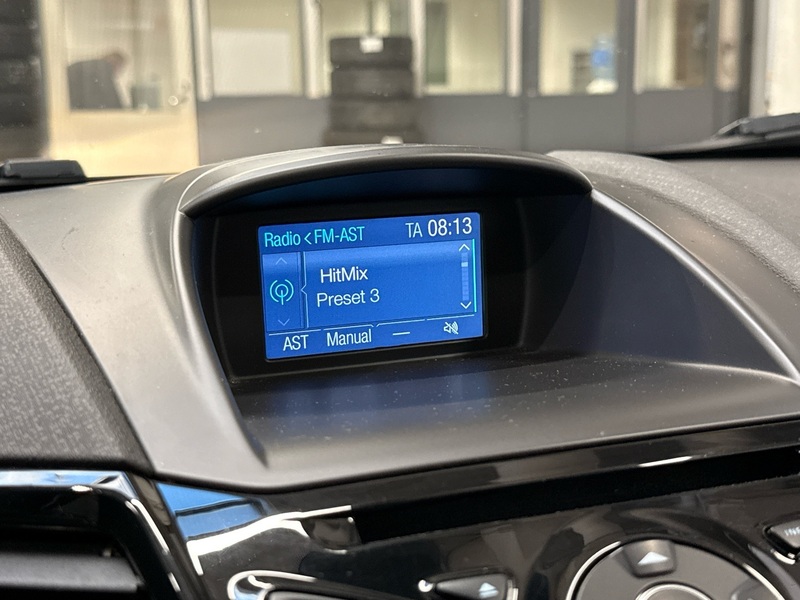 Radio < FM-AST TA 08:13
HitMix
Preset 3
AST Manual